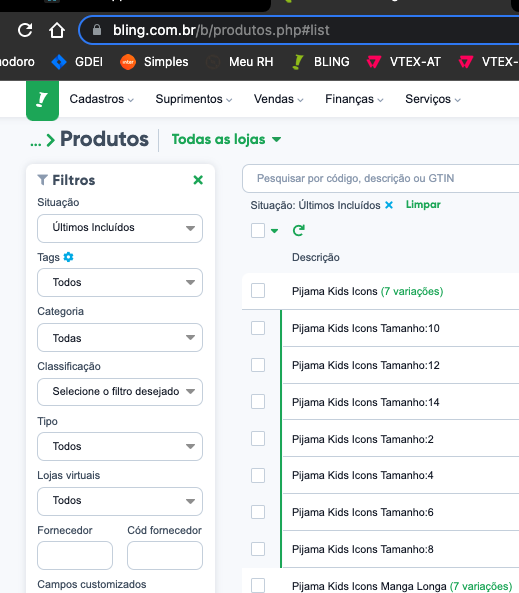 bling.com.br/b/produtos.php#list
odoro GDEI inter Simples Meu RH BLING VTEX-AT VTEX-
Cadastros Suprimentos Vendas Finanças Serviços
... Produtos Todas as lojas
Filtros
Situação
Últimos Incluídos
Tags
Todos
Categoria
Todas
Classificação
Selecione o filtro desejado
Tipo
Todos
Lojas virtuais
Todos
Fornecedor Cód fornecedor
Campos customizados
Pesquisar por código, descrição ou GTIN
Situação: Últimos Incluídos Limpar
Descrição
Pijama Kids Icons (7 variações)
Pijama Kids Icons Tamanho:10
Pijama Kids Icons Tamanho:12
Pijama Kids Icons Tamanho:14
Pijama Kids Icons Tamanho:2
Pijama Kids Icons Tamanho:4
Pijama Kids Icons Tamanho:6
Pijama Kids Icons Tamanho:8
Pijama Kids Icons Manga Longa (7 variações)